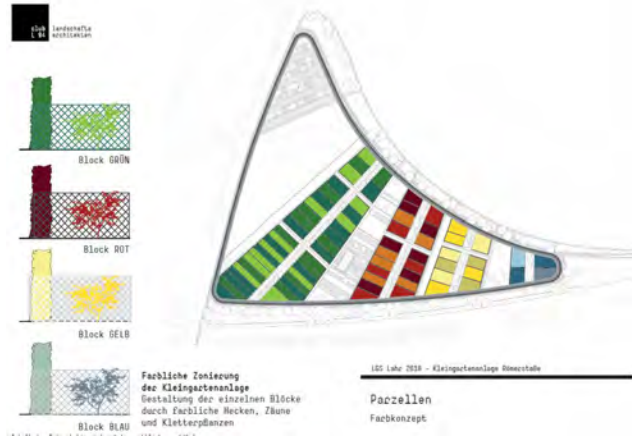 club
L 94
landschafts
architekten
Block GRÜN
Block ROT
Block GELB
Block BLAU
Farbliche Zonierung
der Kleingartenanlage
Gestaltung der einzelnen Blöcke
durch farbliche Hecken, Zäune
und Kletterpflanzen
LGS Lahr 2018 - Kleingartenanlage Römerstraße
Parzellen
Farbkonzept